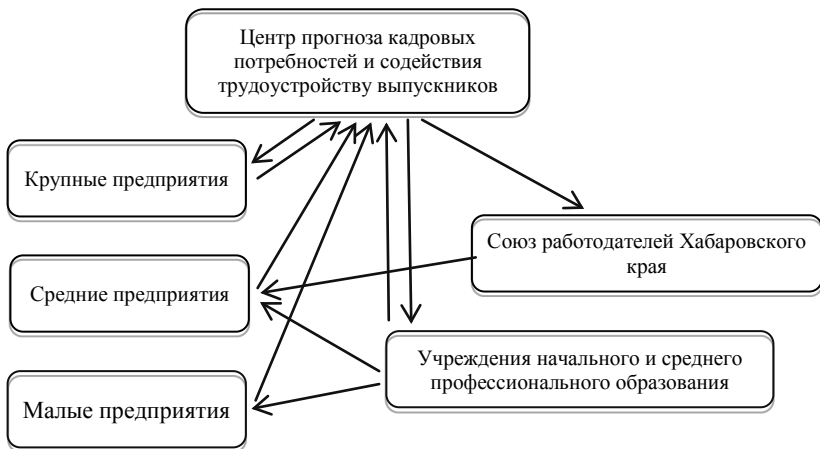 Центр прогноза кадровых
потребностей и содействия
трудоустройству выпускников
Крупные предприятия
Союз работодателей Хабаровского
края
Средние предприятия
Учреждения начального и среднего
профессионального образования
Малые предприятия